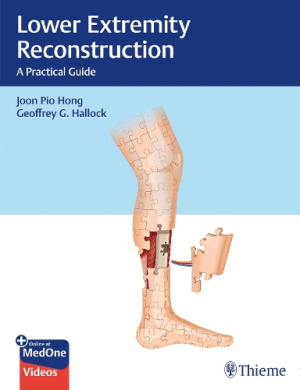 Lower Extremity
Reconstruction
A Practical Guide
Joon Pio Hong
Geoffrey G. Hallock
Online at
MedOne
Videos
Thieme